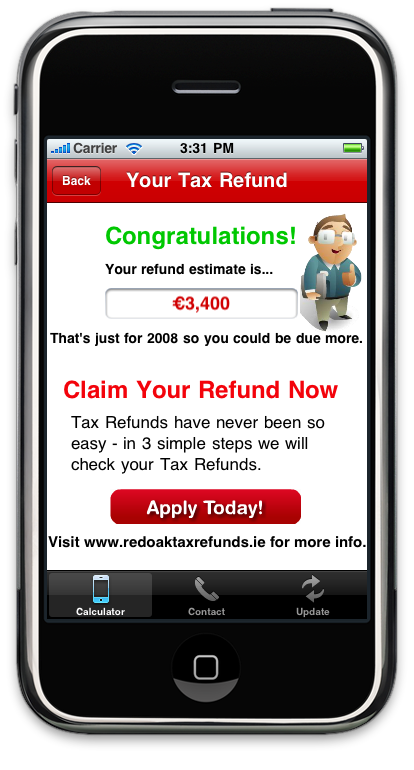 Carrier 3:31 PM
Back Your Tax Refund
Congratulations!
Your refund estimate is...
€3,400
That's just for 2008 so you could be due more.
Claim Your Refund Now
Tax Refunds have never been so
easy - in 3 simple steps we will
check your Tax Refunds.
Apply Today!
Visit www.redoaktaxrefunds.ie for more info.
Calculator Contact Update